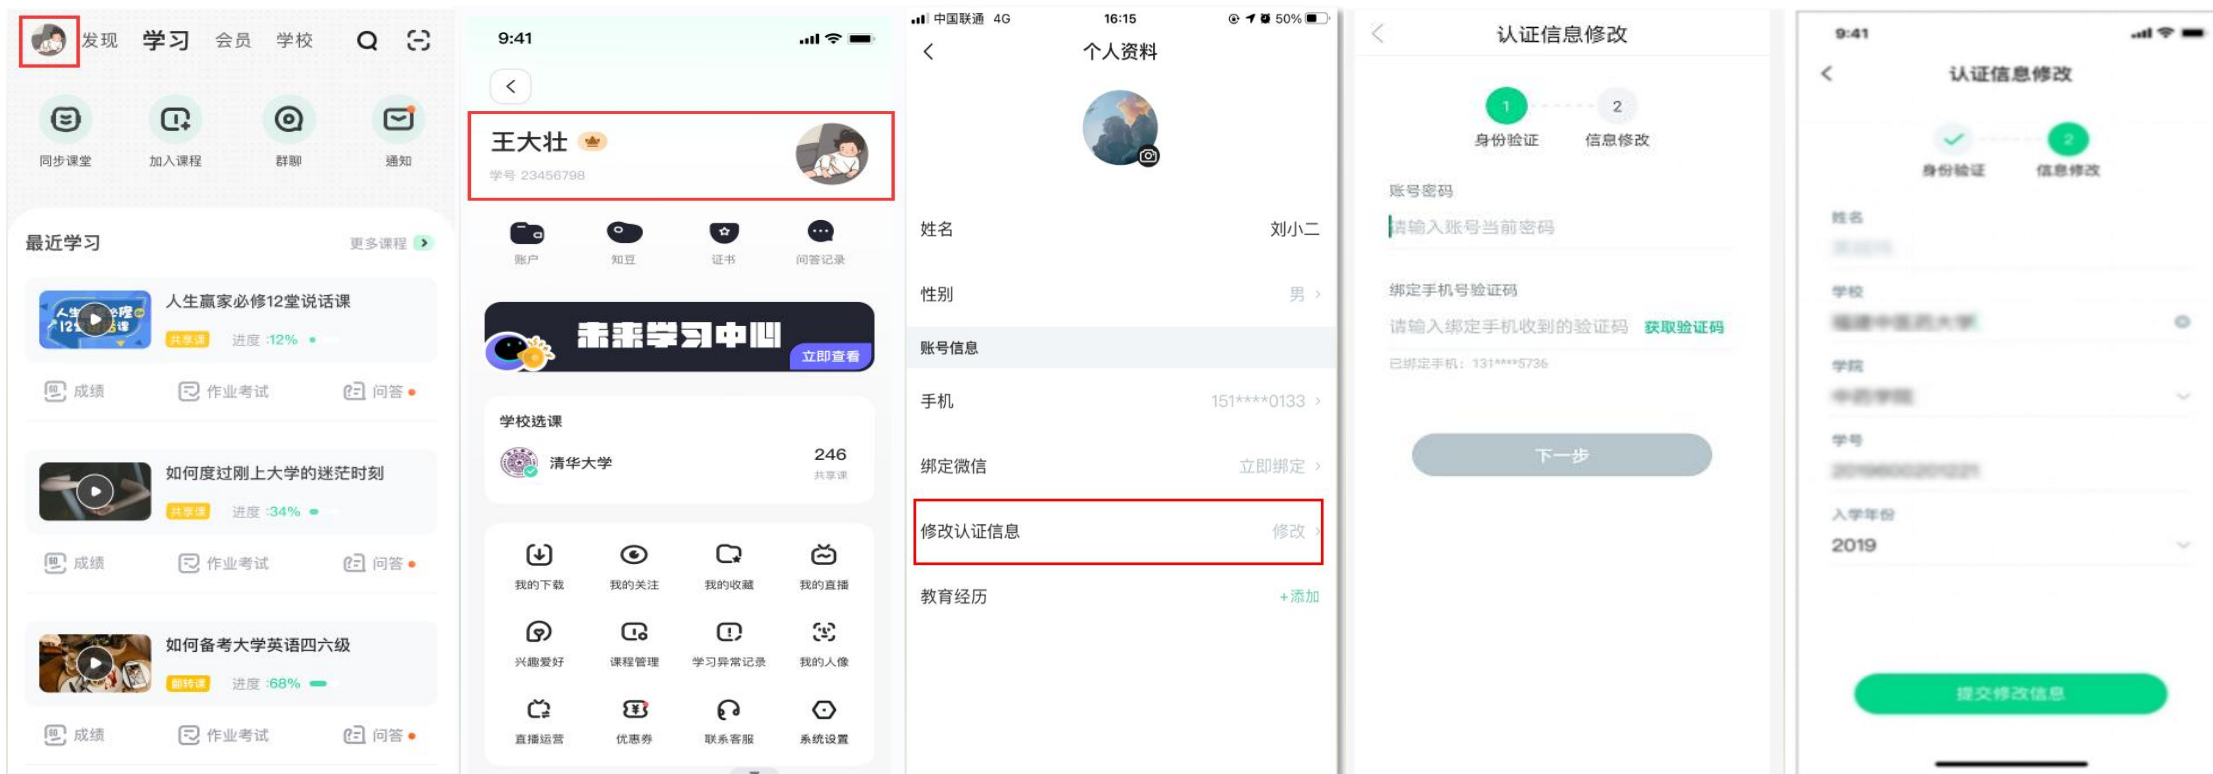 发现 学习 会员 学校
同步课堂 加入课程 群聊 通知
最近学习 更多课程
人生赢家必修12堂说话课
共享课 进度 :12%
成绩 作业考试 问答
如何度过刚上大学的迷茫时刻
共享课 进度 :34%
成绩 作业考试 问答
如何备考大学英语四六级
翻转课 进度 :68%
成绩 作业考试 问答
9:41
王大壮
学号 23456798
账户 知豆 证书 问答记录
未来学习中心
立即查看
学校选课
清华大学 246
共享课
我的下载 我的关注 我的收藏 我的直播
兴趣爱好 课程管理 学习异常记录 我的人像
直播运营 优惠券 联系客服 系统设置
中国联通 4G 16:15 50%
个人资料
姓名 刘小二
性别 男
账号信息
手机 151****0133
绑定微信 立即绑定
修改认证信息 修改
教育经历 +添加
认证信息修改
1 2
身份验证 信息修改
账号密码
请输入账号当前密码
绑定手机号验证码
请输入绑定手机收到的验证码 获取验证码
已绑定手机：131****5736
下一步
9:41
认证信息修改
2
身份验证 信息修改
姓名
学校
福建中医药大学
学院
中药学院
学号
入学年份
2019
提交修改信息